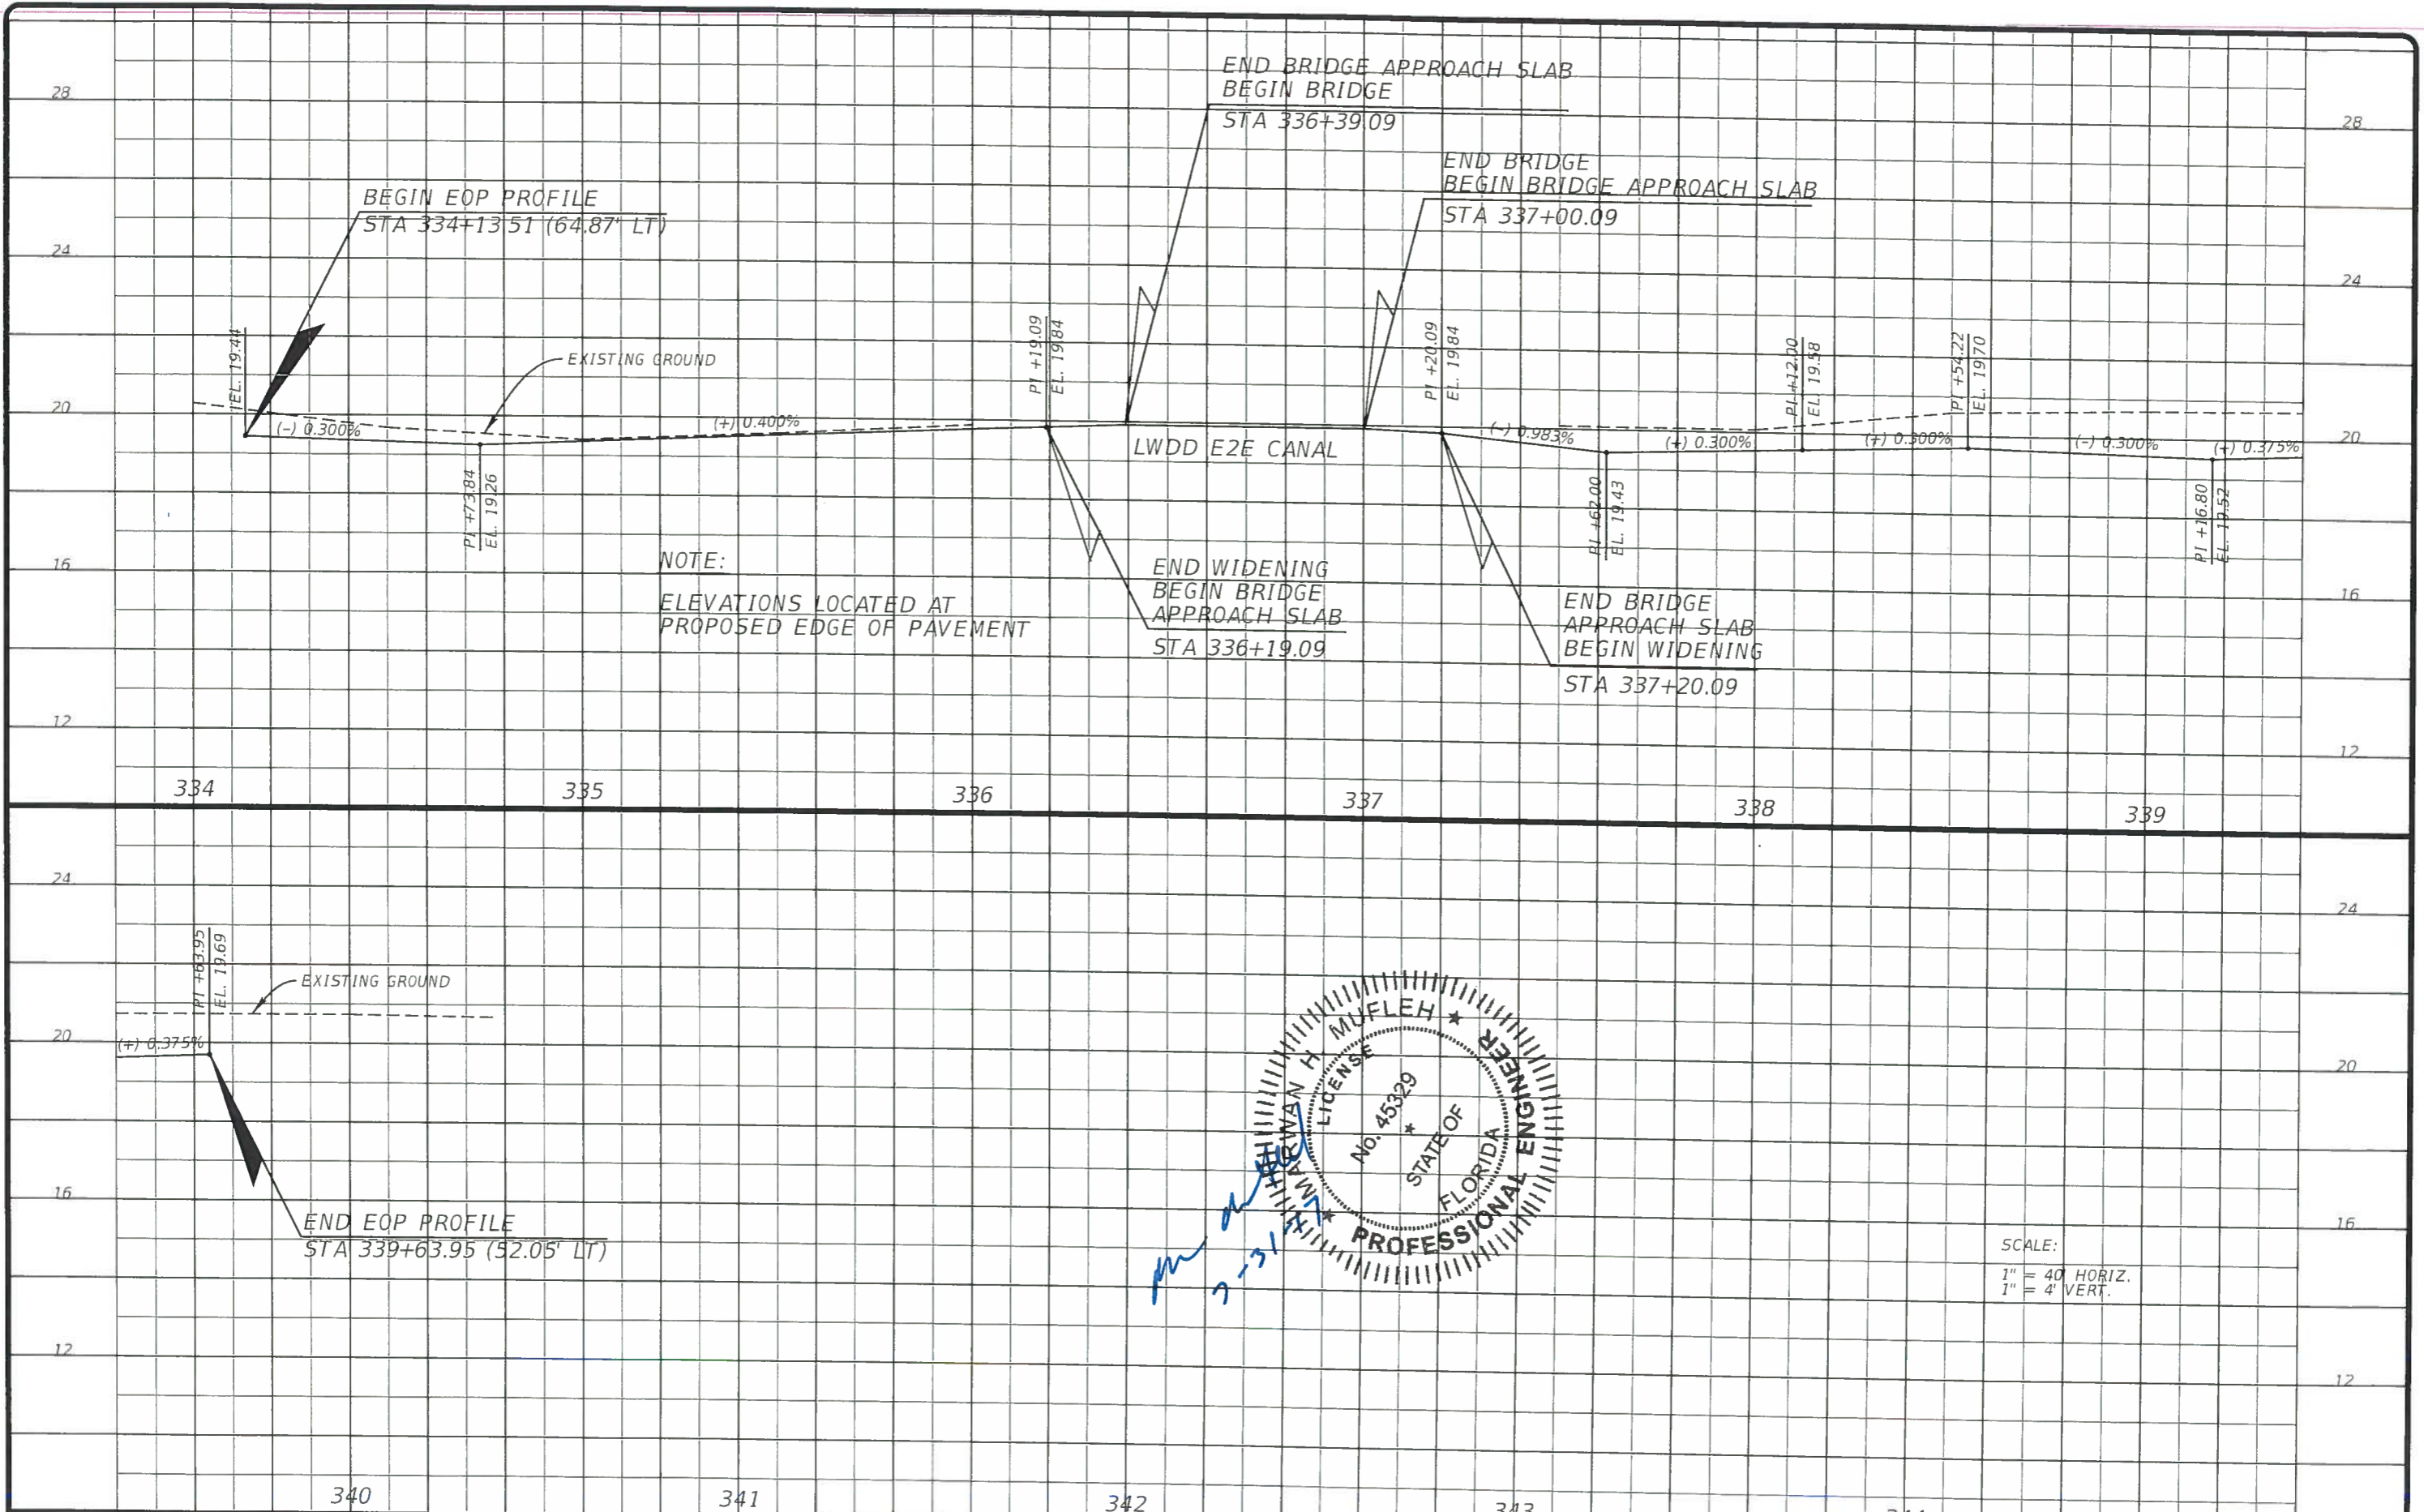 END BRIDGE APPROACH SLAB
BEGIN BRIDGE
STA 336+39.09
28
28
END BRIDGE
BEGIN BRIDGE APPROACH SLAB
STA 337+00.09
BEGIN EOP PROFILE
STA 334+13.51 (64.87' LT)
24
24
EL. 19.44
EXISTING GROUND
PI +19.09
EL. 19.84
PI +20.09
EL. 19.84
PI +12.00
EL. 19.58
PI +54.22
EL. 19.70
20
20
(-) 0.300%
(+) 0.400%
LWDD E2E CANAL
(-) 0.983%
(+) 0.300%
(+) 0.300%
(-) 0.300%
(+) 0.375%
PI +73.84
EL. 19.26
PI +62.00
EL. 19.43
PI +16.80
EL. 19.52
16
16
NOTE:
ELEVATIONS LOCATED AT
PROPOSED EDGE OF PAVEMENT
END WIDENING
BEGIN BRIDGE
APPROACH SLAB
STA 336+19.09
END BRIDGE
APPROACH SLAB
BEGIN WIDENING
STA 337+20.09
12
12
334
335
336
337
338
339
24
24
PI +63.95
EL. 19.69
EXISTING GROUND
20
20
(+) 0.375%
MARWAN H. MUFLEH
LICENSE
No. 45329
STATE OF
FLORIDA
PROFESSIONAL ENGINEER
7-31-17
16
16
END EOP PROFILE
STA 339+63.95 (52.05' LT)
SCALE:
1" = 40' HORIZ.
1" = 4' VERT.
12
12
340
341
342
343